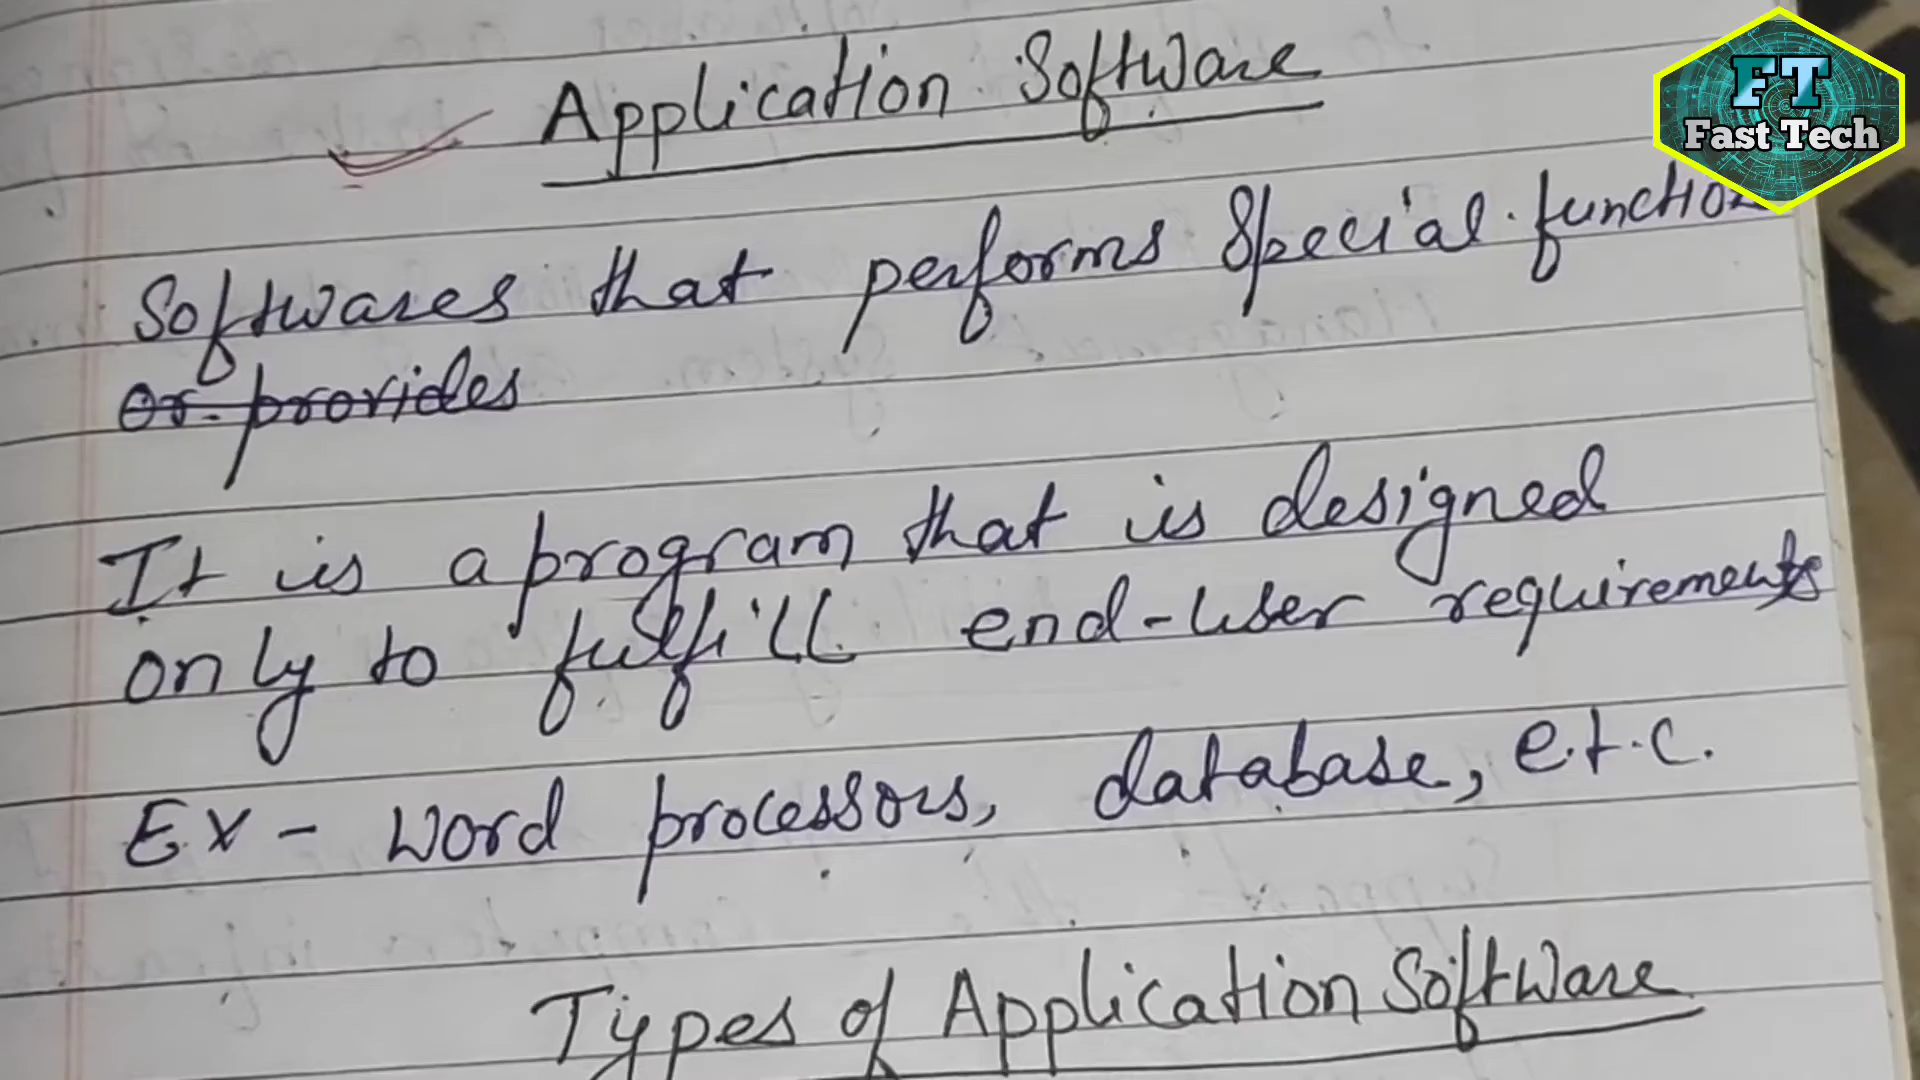 Application Software
FT
Fast Tech
Softwares that performs Special function
or provides
It is a program that is designed
only to fulfill end-user requirements
Ex - Word processors, database, e.t.c.
Types of Application Software